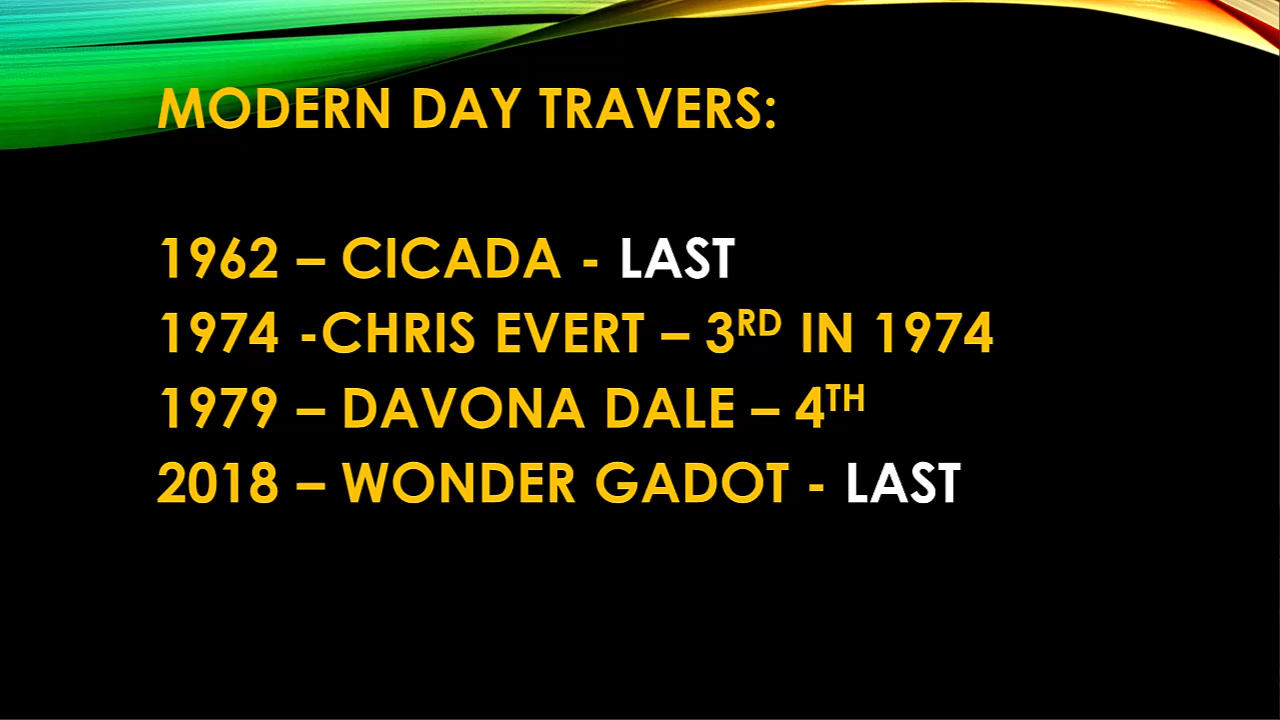 MODERN DAY TRAVERS:
1962 – CICADA - LAST
1974 -CHRIS EVERT – 3RD IN 1974
1979 – DAVONA DALE – 4TH
2018 – WONDER GADOT - LAST